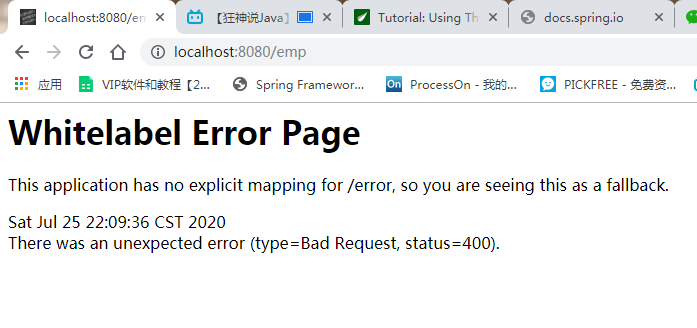 localhost:8080/emp
【狂神说Java】
Tutorial: Using Th
docs.spring.io
localhost:8080/emp
应用
VIP软件和教程【2...
Spring Framewor...
On
ProcessOn - 我的...
PICKFREE - 免费资...
Whitelabel Error Page
This application has no explicit mapping for /error, so you are seeing this as a fallback.
Sat Jul 25 22:09:36 CST 2020
There was an unexpected error (type=Bad Request, status=400).